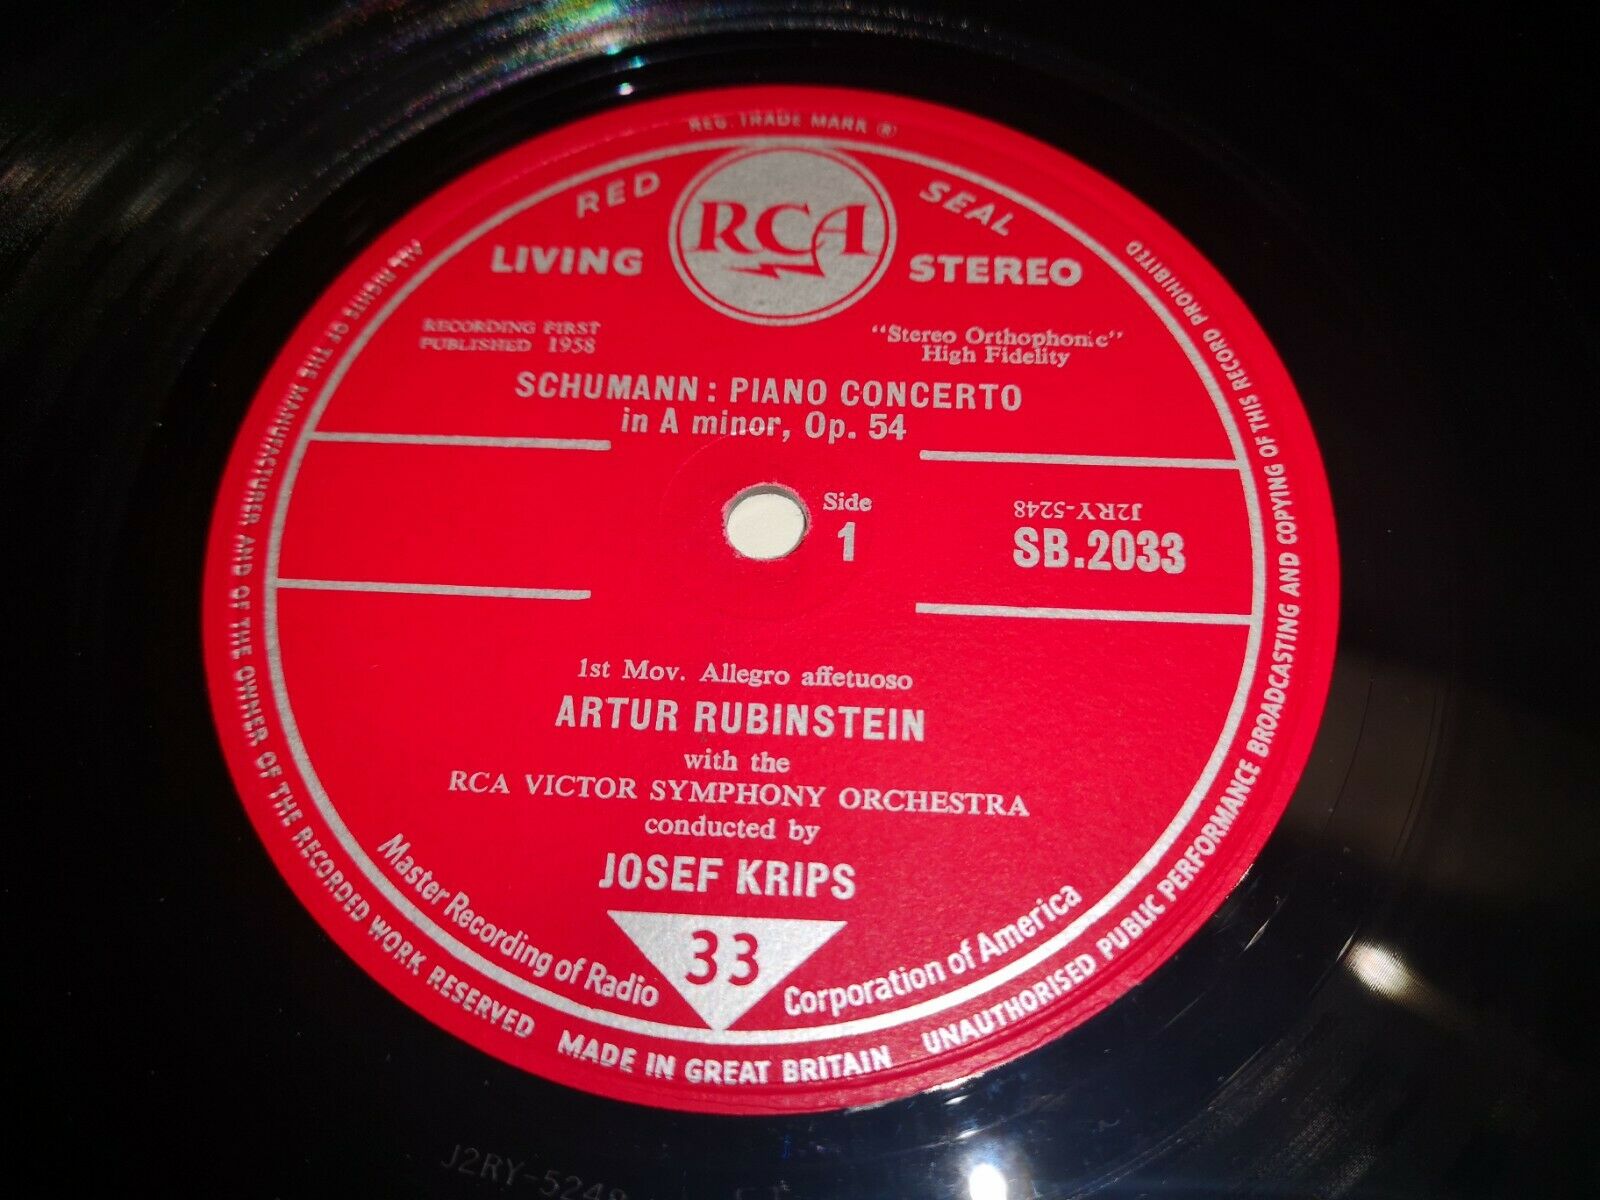 REG. TRADE MARK ®
RED SEAL
RCA
LIVING STEREO
RECORDING FIRST
PUBLISHED 1958
"Stereo Orthophonic"
High Fidelity
SCHUMANN: PIANO CONCERTO
in A minor, Op. 54
Side
1
J2RY-5248
SB.2033
1st Mov. Allegro affetuoso
ARTUR RUBINSTEIN
with the
RCA VICTOR SYMPHONY ORCHESTRA
conducted by
JOSEF KRIPS
33
Master Recording of Radio Corporation of America
ALL RIGHTS OF THE MANUFACTURER AND OF THE OWNER OF THE RECORDED WORK RESERVED
MADE IN GREAT BRITAIN
UNAUTHORISED PUBLIC PERFORMANCE BROADCASTING AND COPYING OF THIS RECORD PROHIBITED
J2RY-5248